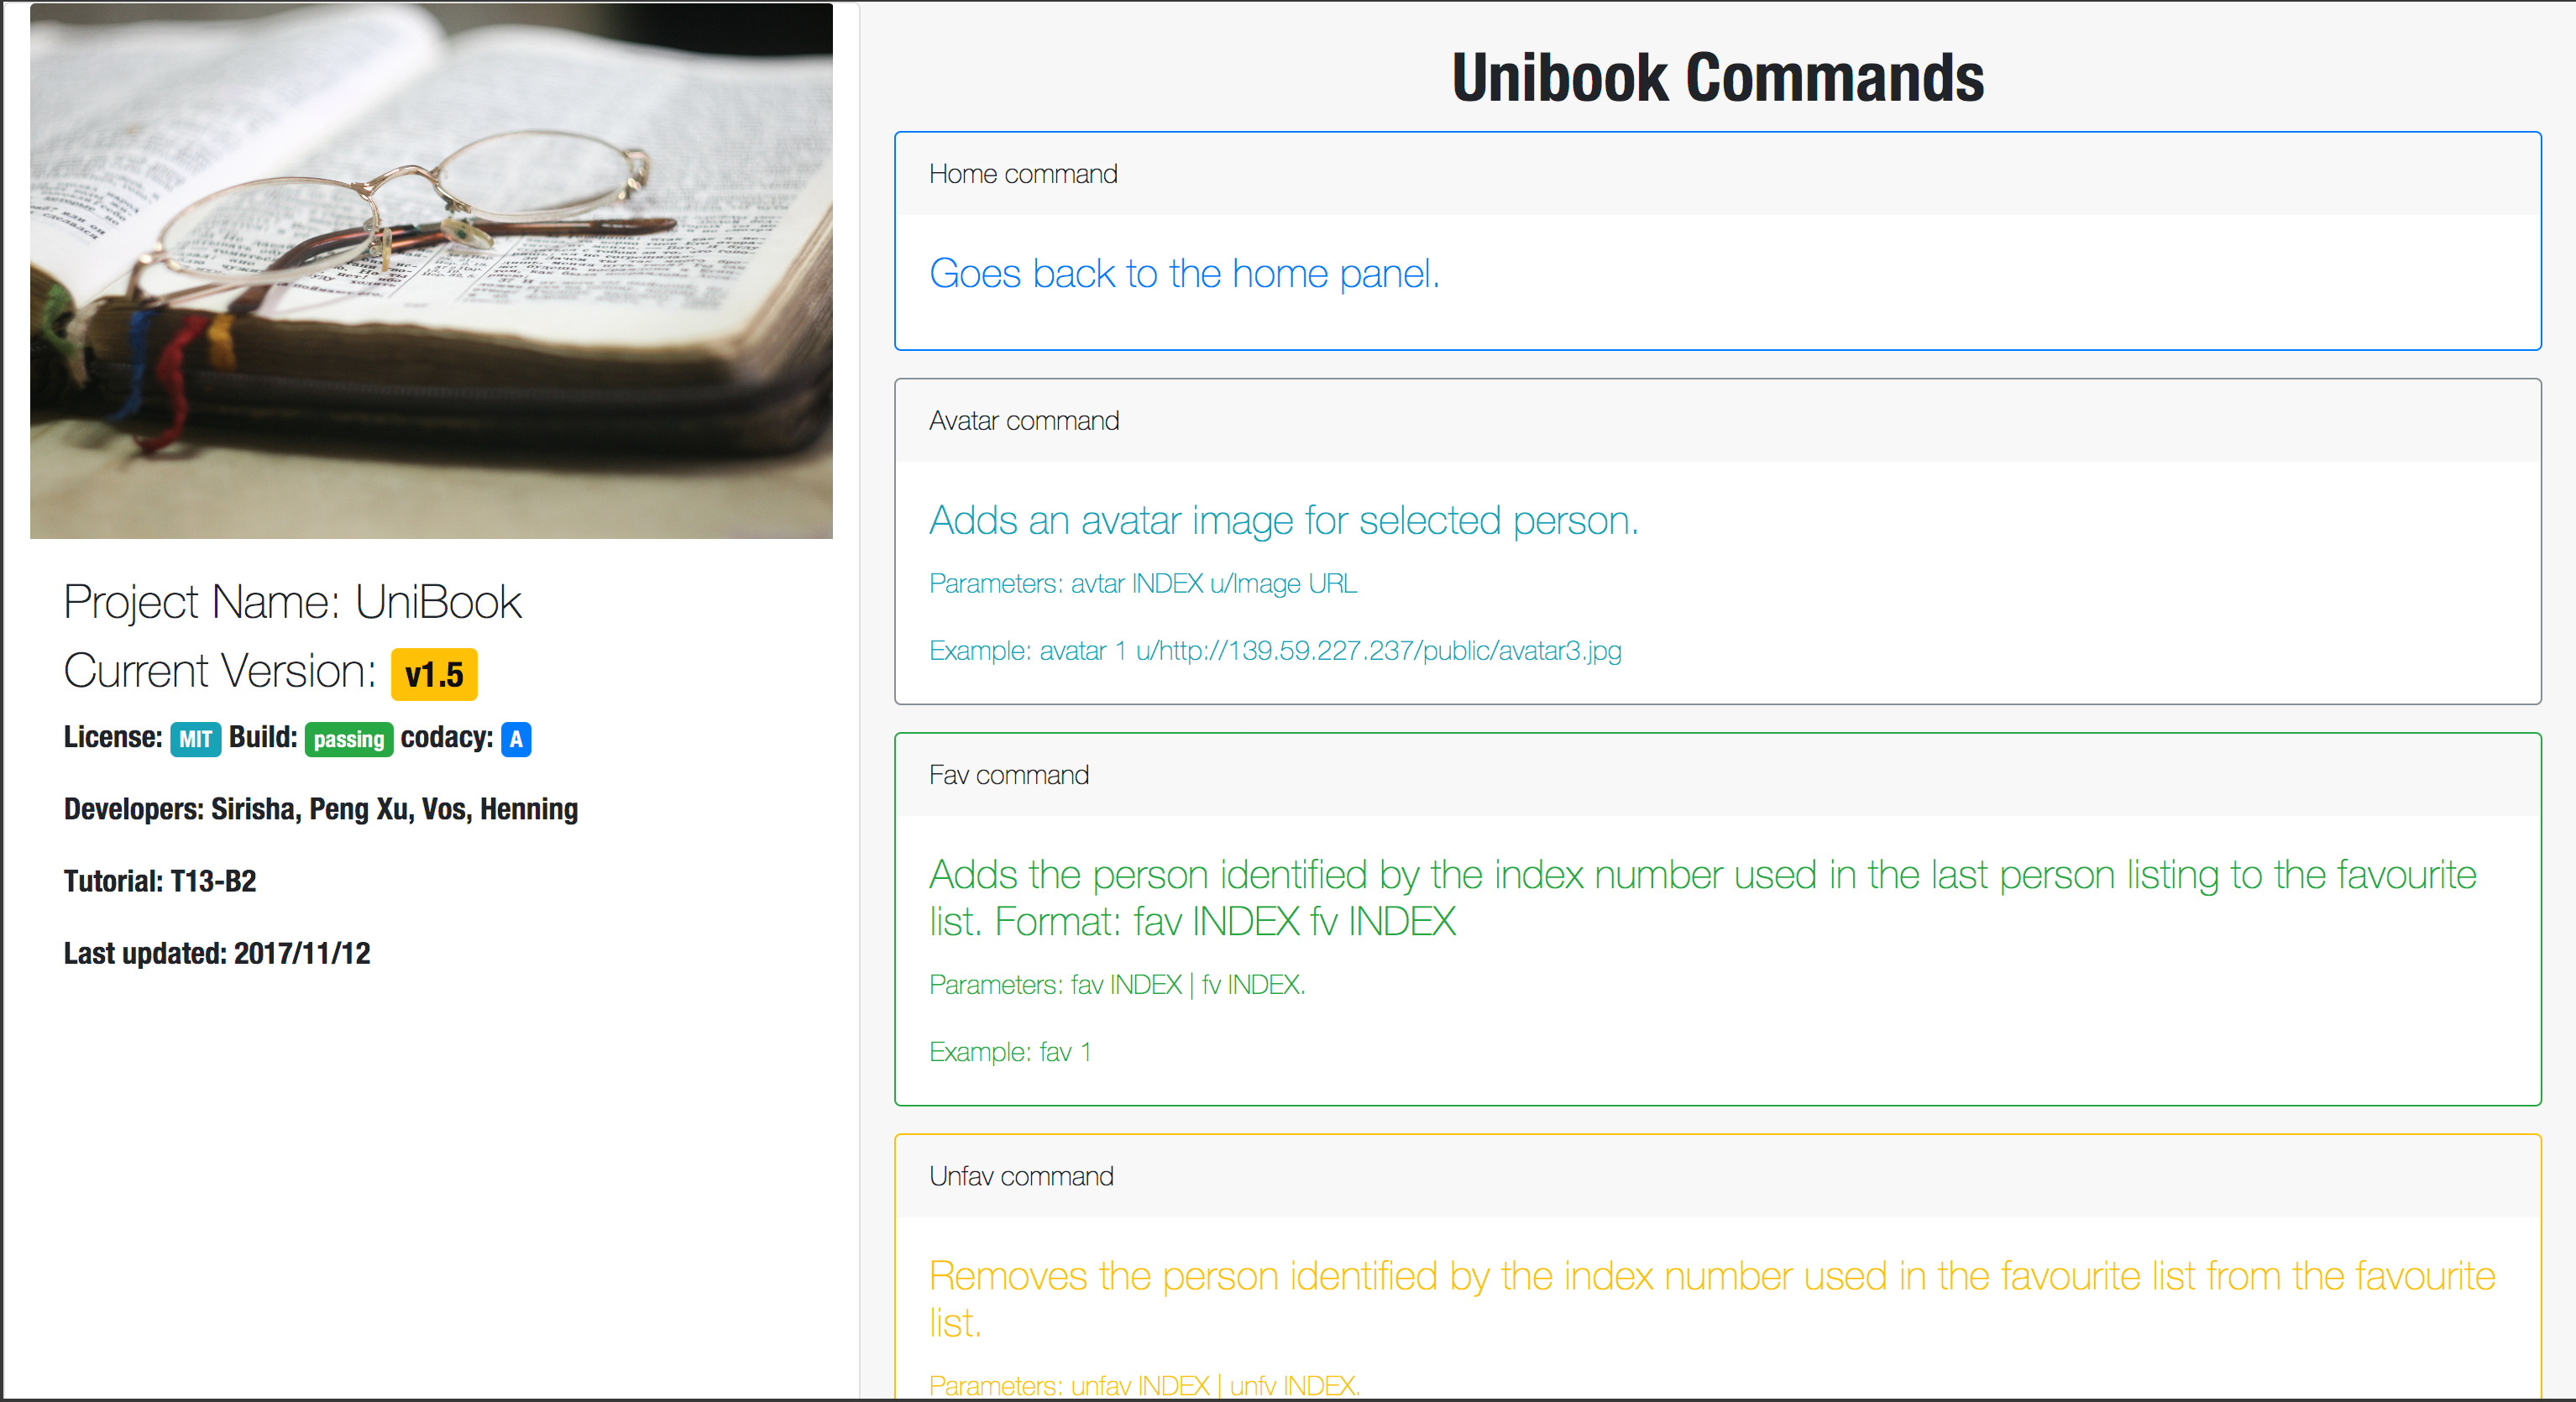 Project Name: UniBook
Current Version: v1.5
License: MIT Build: passing codacy: A
Developers: Sirisha, Peng Xu, Vos, Henning
Tutorial: T13-B2
Last updated: 2017/11/12
Unibook Commands
Home command
Goes back to the home panel.
Avatar command
Adds an avatar image for selected person.
Parameters: avtar INDEX u/Image URL
Example: avatar 1 u/http://139.59.227.237/public/avatar3.jpg
Fav command
Adds the person identified by the index number used in the last person listing to the favourite
list. Format: fav INDEX fv INDEX
Parameters: fav INDEX | fv INDEX.
Example: fav 1
Unfav command
Removes the person identified by the index number used in the favourite list from the favourite
list.
Parameters: unfav INDEX | unfv INDEX.